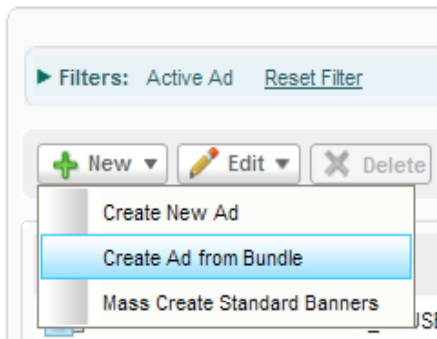 Filters: Active Ad Reset Filter
New Edit Delete
Create New Ad
Create Ad from Bundle
Mass Create Standard Banners